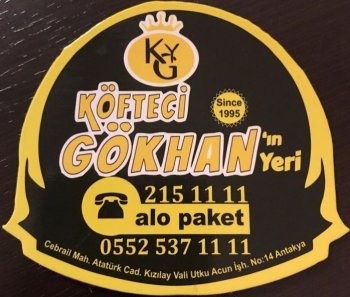 KYG
KÖFTECİ
Since
1995
GÖKHAN'ın
Yeri
215 11 11
alo paket
0552 537 11 11
Cebrail Mah. Atatürk Cad. Kızılay Vali Utku Acun İşh. No:14 Antakya